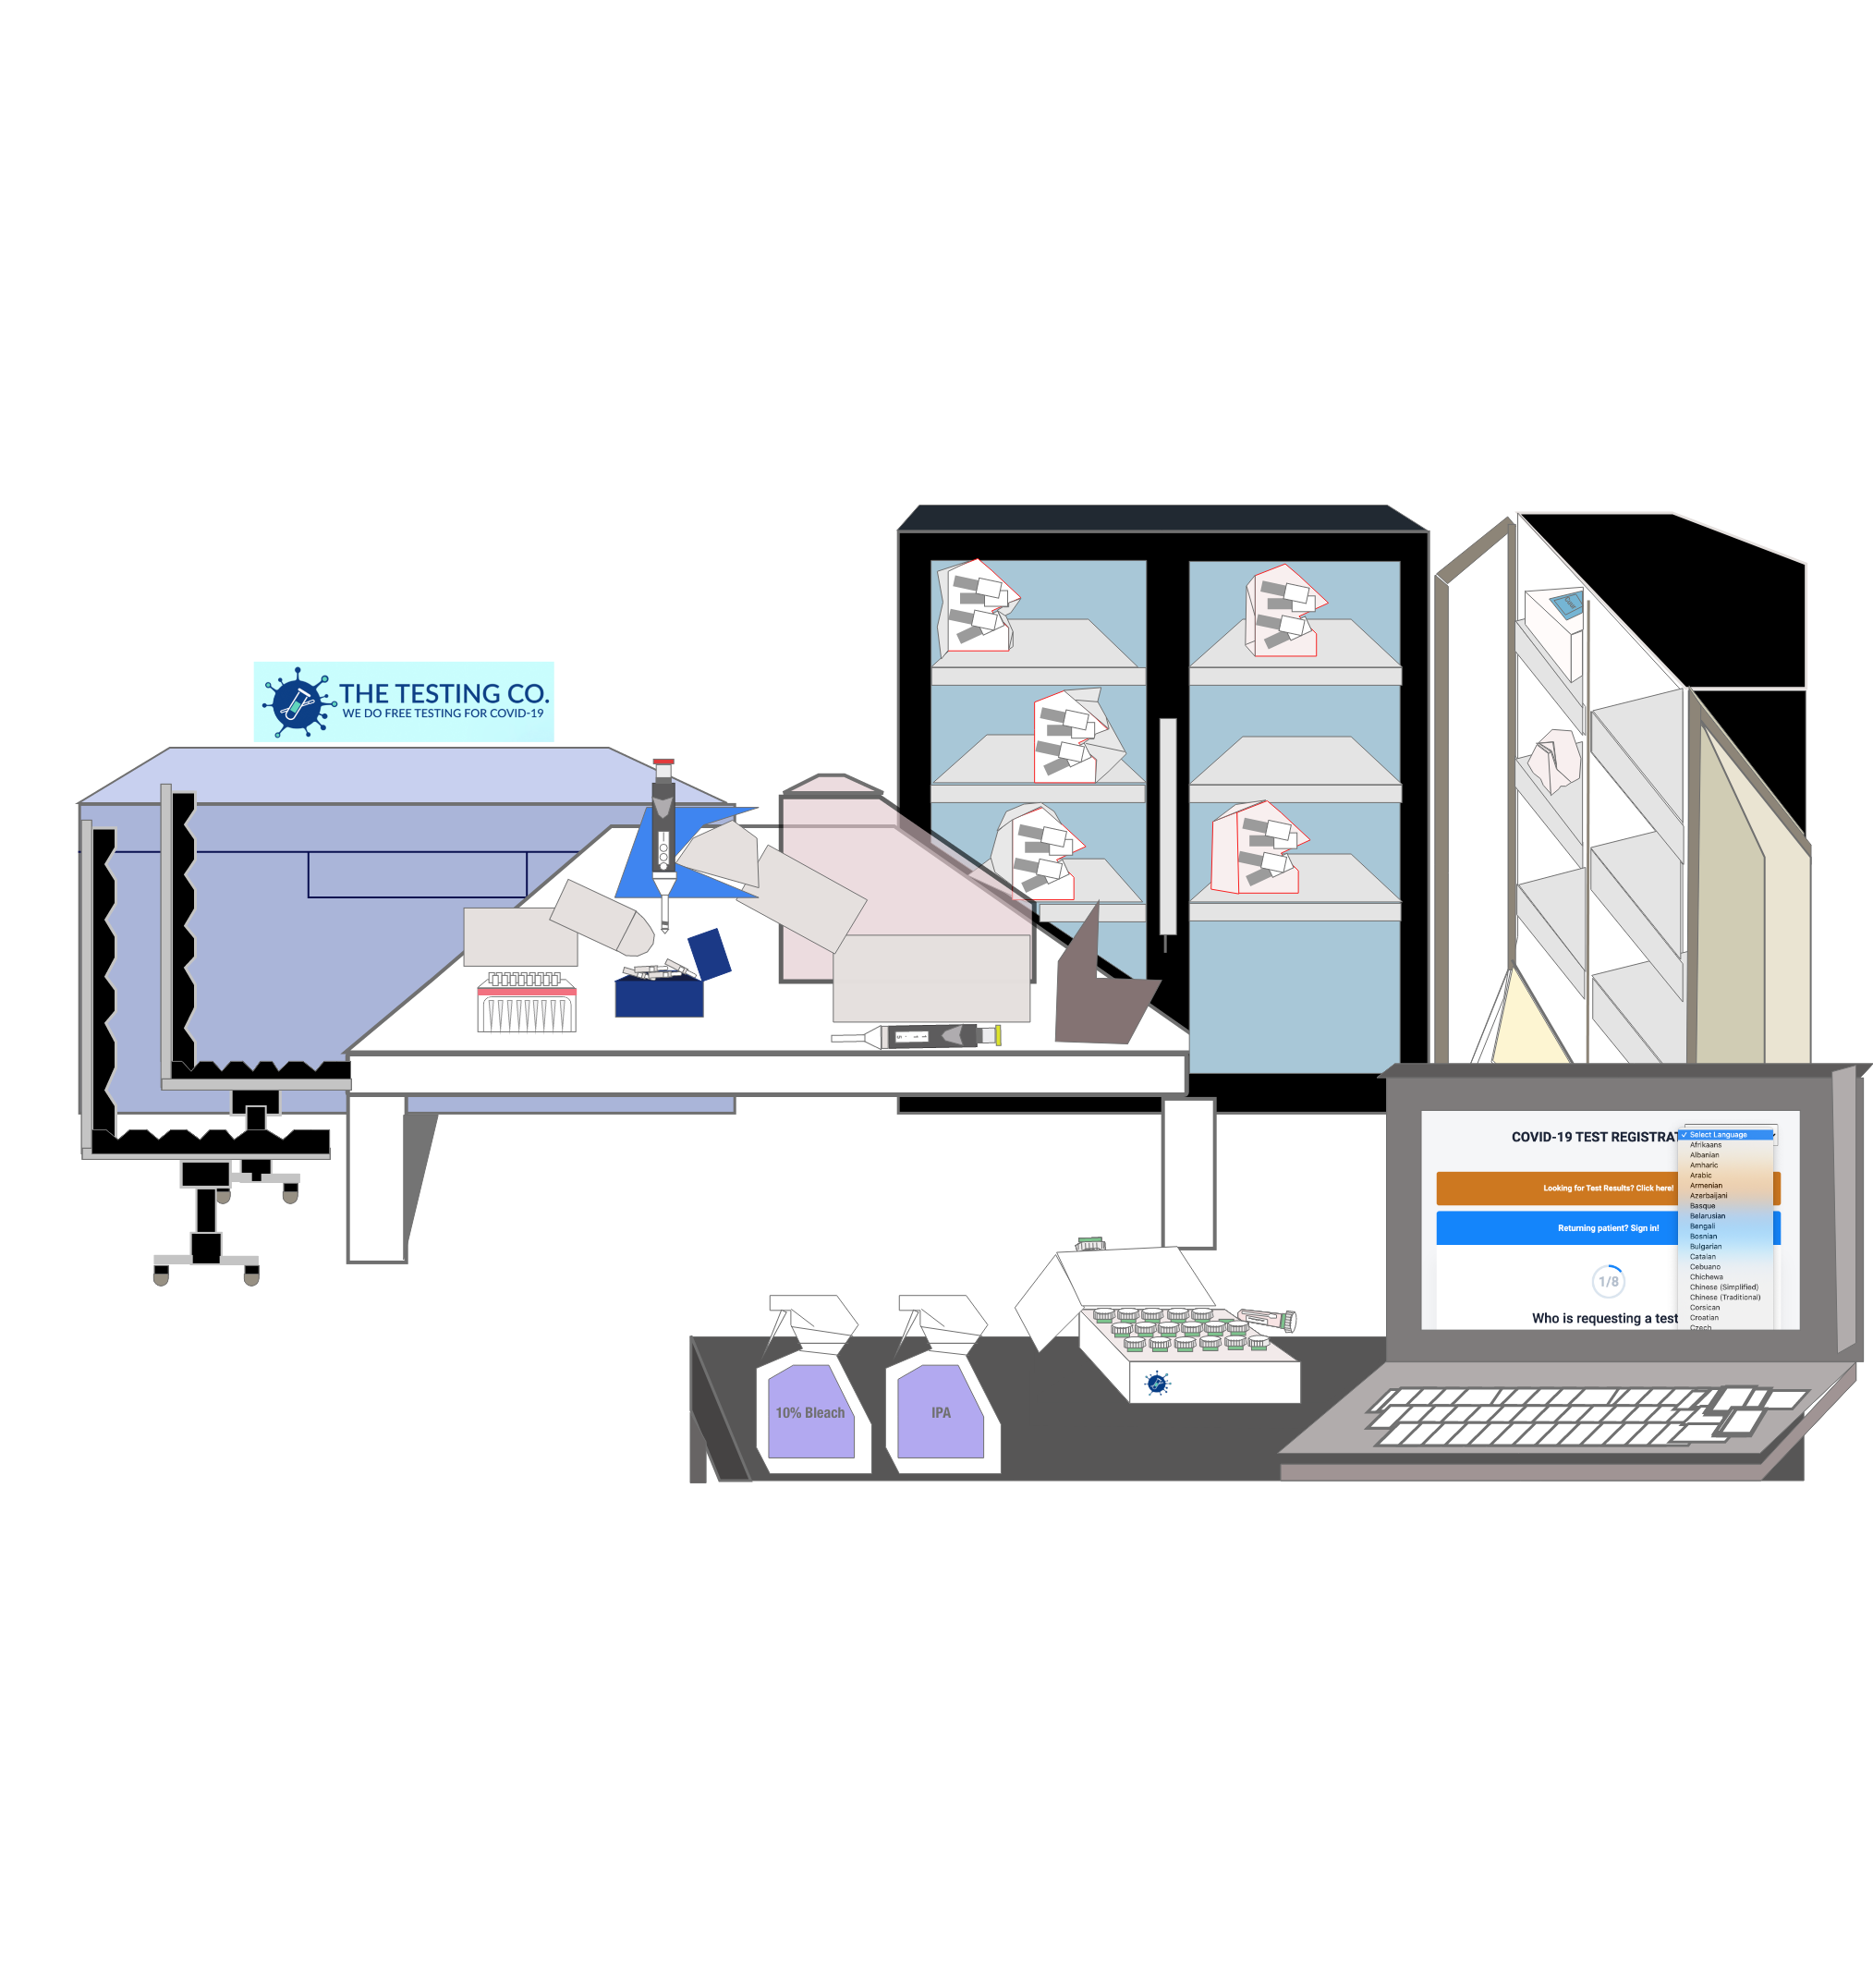 THE TESTING CO.
WE DO FREE TESTING FOR COVID-19
COVID-19 TEST REGISTRAT
✓ Select Language
Afrikaans
Albanian
Amharic
Arabic
Armenian
Azerbaijani
Basque
Belarusian
Bengali
Bosnian
Bulgarian
Catalan
Cebuano
Chichewa
Chinese (Simplified)
Chinese (Traditional)
Corsican
Croatian
Czech
Looking for Test Results? Click here!
Returning patient? Sign in!
1/8
Who is requesting a test
10% Bleach
IPA